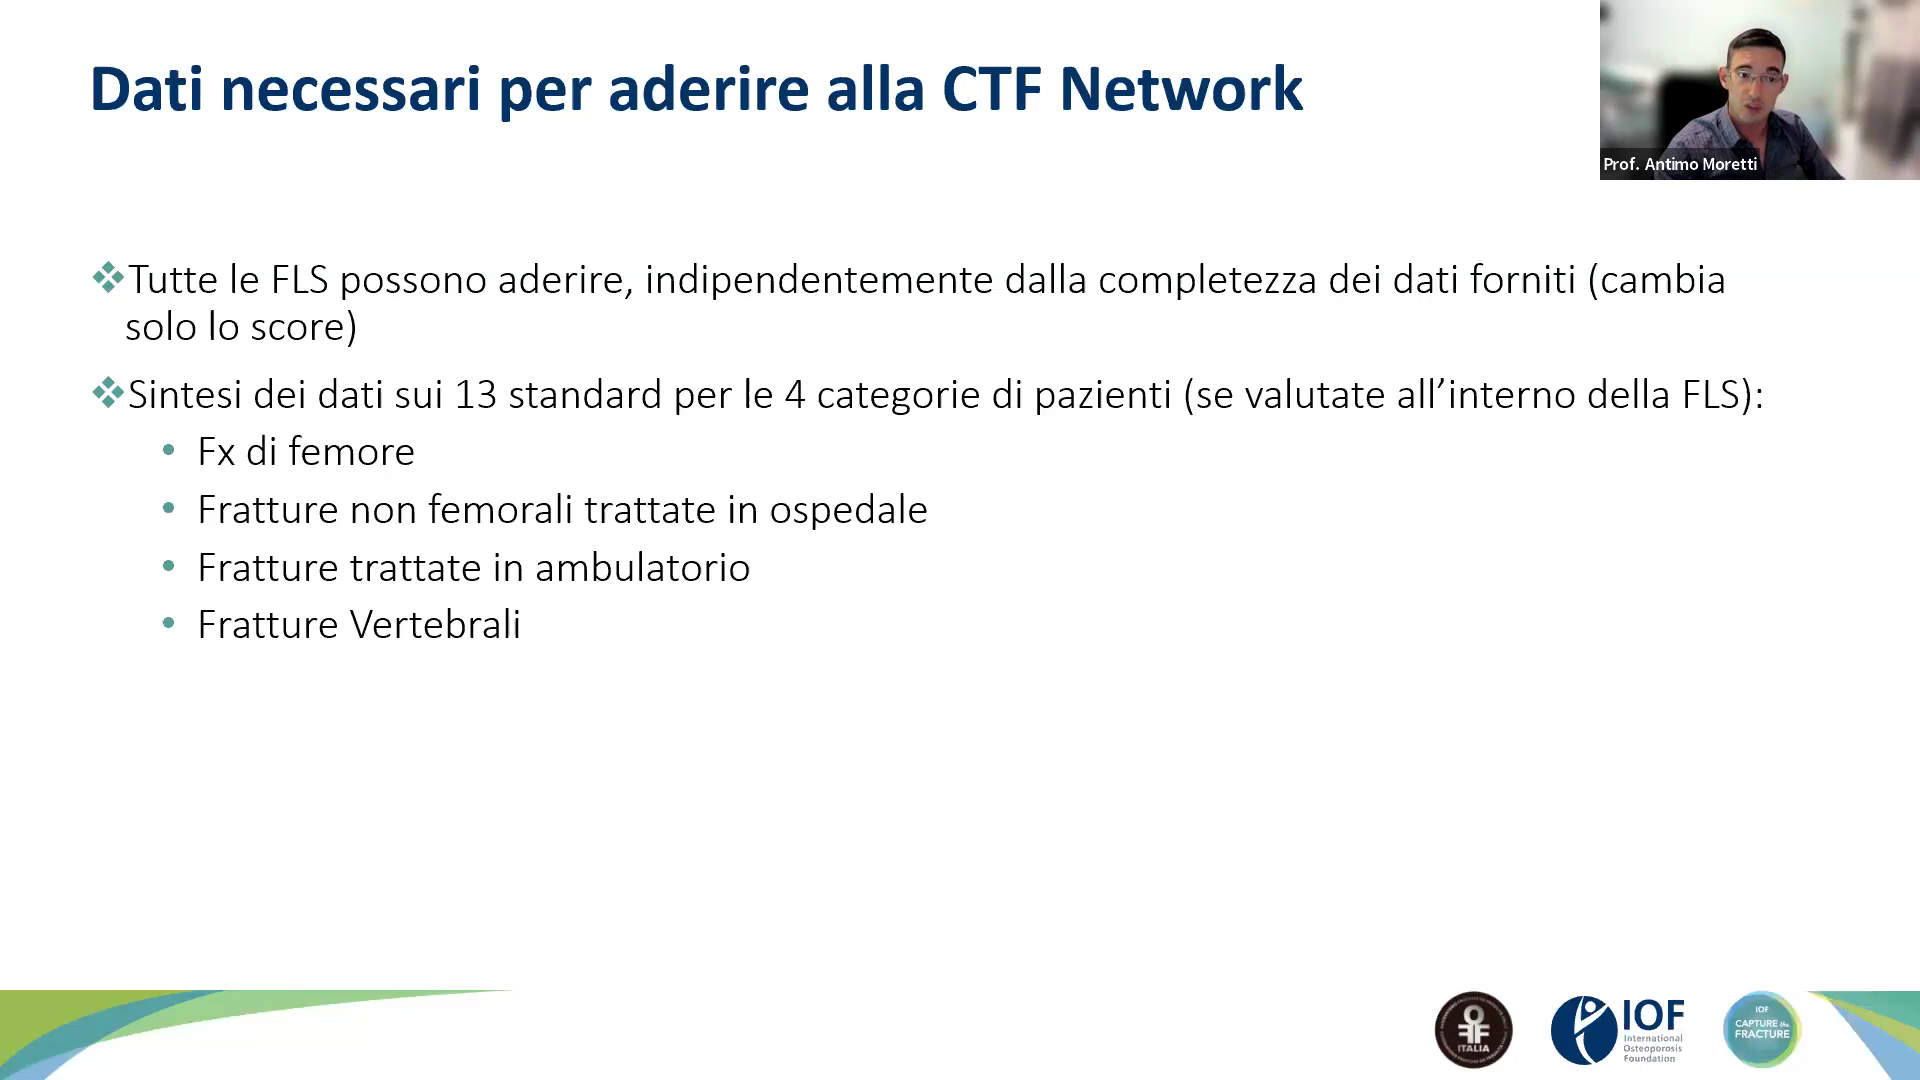 Dati necessari per aderire alla CTF Network
Prof. Antimo Moretti
Tutte le FLS possono aderire, indipendentemente dalla completezza dei dati forniti (cambia
solo lo score)
Sintesi dei dati sui 13 standard per le 4 categorie di pazienti (se valutate all’interno della FLS):
• Fx di femore
• Fratture non femorali trattate in ospedale
• Fratture trattate in ambulatorio
• Fratture Vertebrali
ITALIA
IOF
International
Osteoporosis
Foundation
IOF
CAPTURE the
FRACTURE